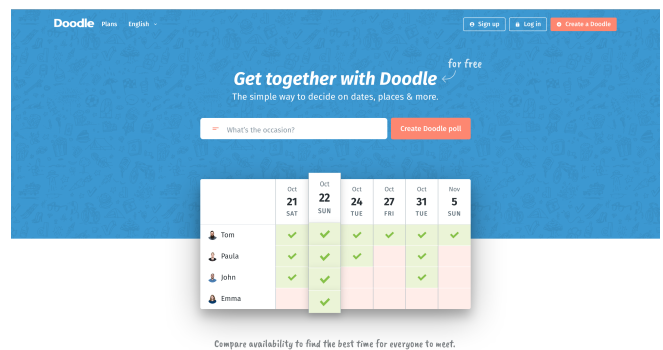 Doodle Plans English Sign up Log in Create a Doodle
for free
Get together with Doodle
The simple way to decide on dates, places & more.
What's the occasion? Create Doodle poll
Oct Oct Oct Oct Oct Nov
21 22 24 27 31 5
SAT SUN TUE FRI TUE SUN
Tom
Paula
John
Emma
Compare availability to find the best time for everyone to meet.